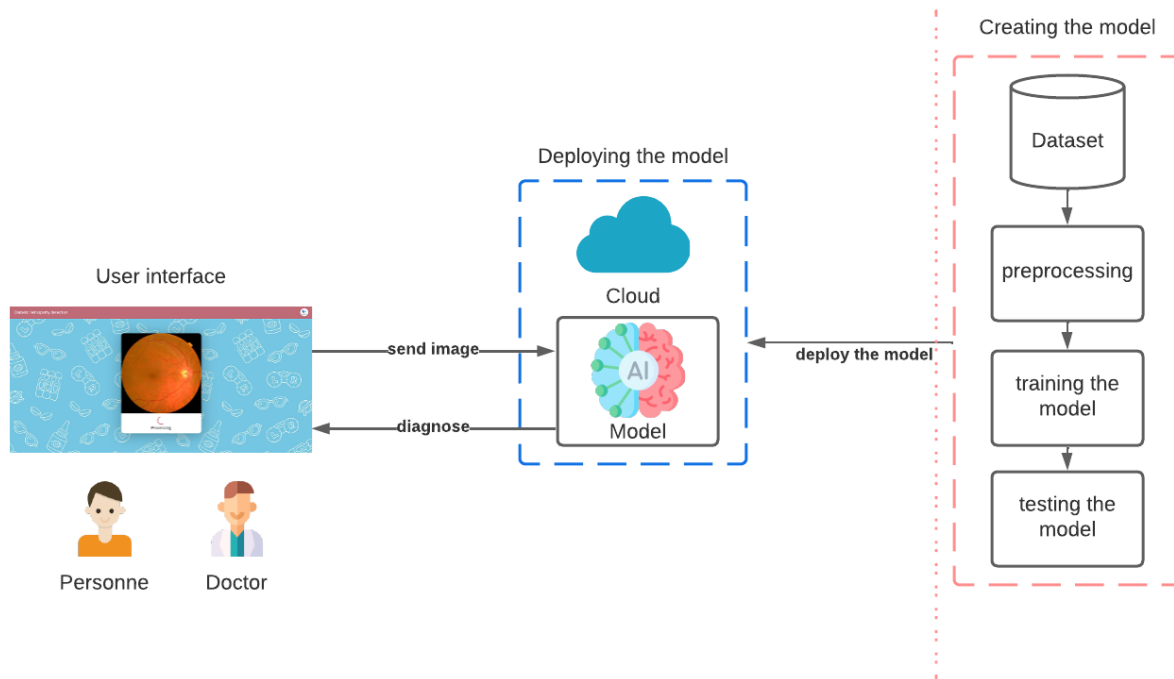 Creating the model
Dataset
preprocessing
training the
model
testing the
model
Deploying the model
Cloud
AI
Model
deploy the model
User interface
send image
diagnose
Personne
Doctor